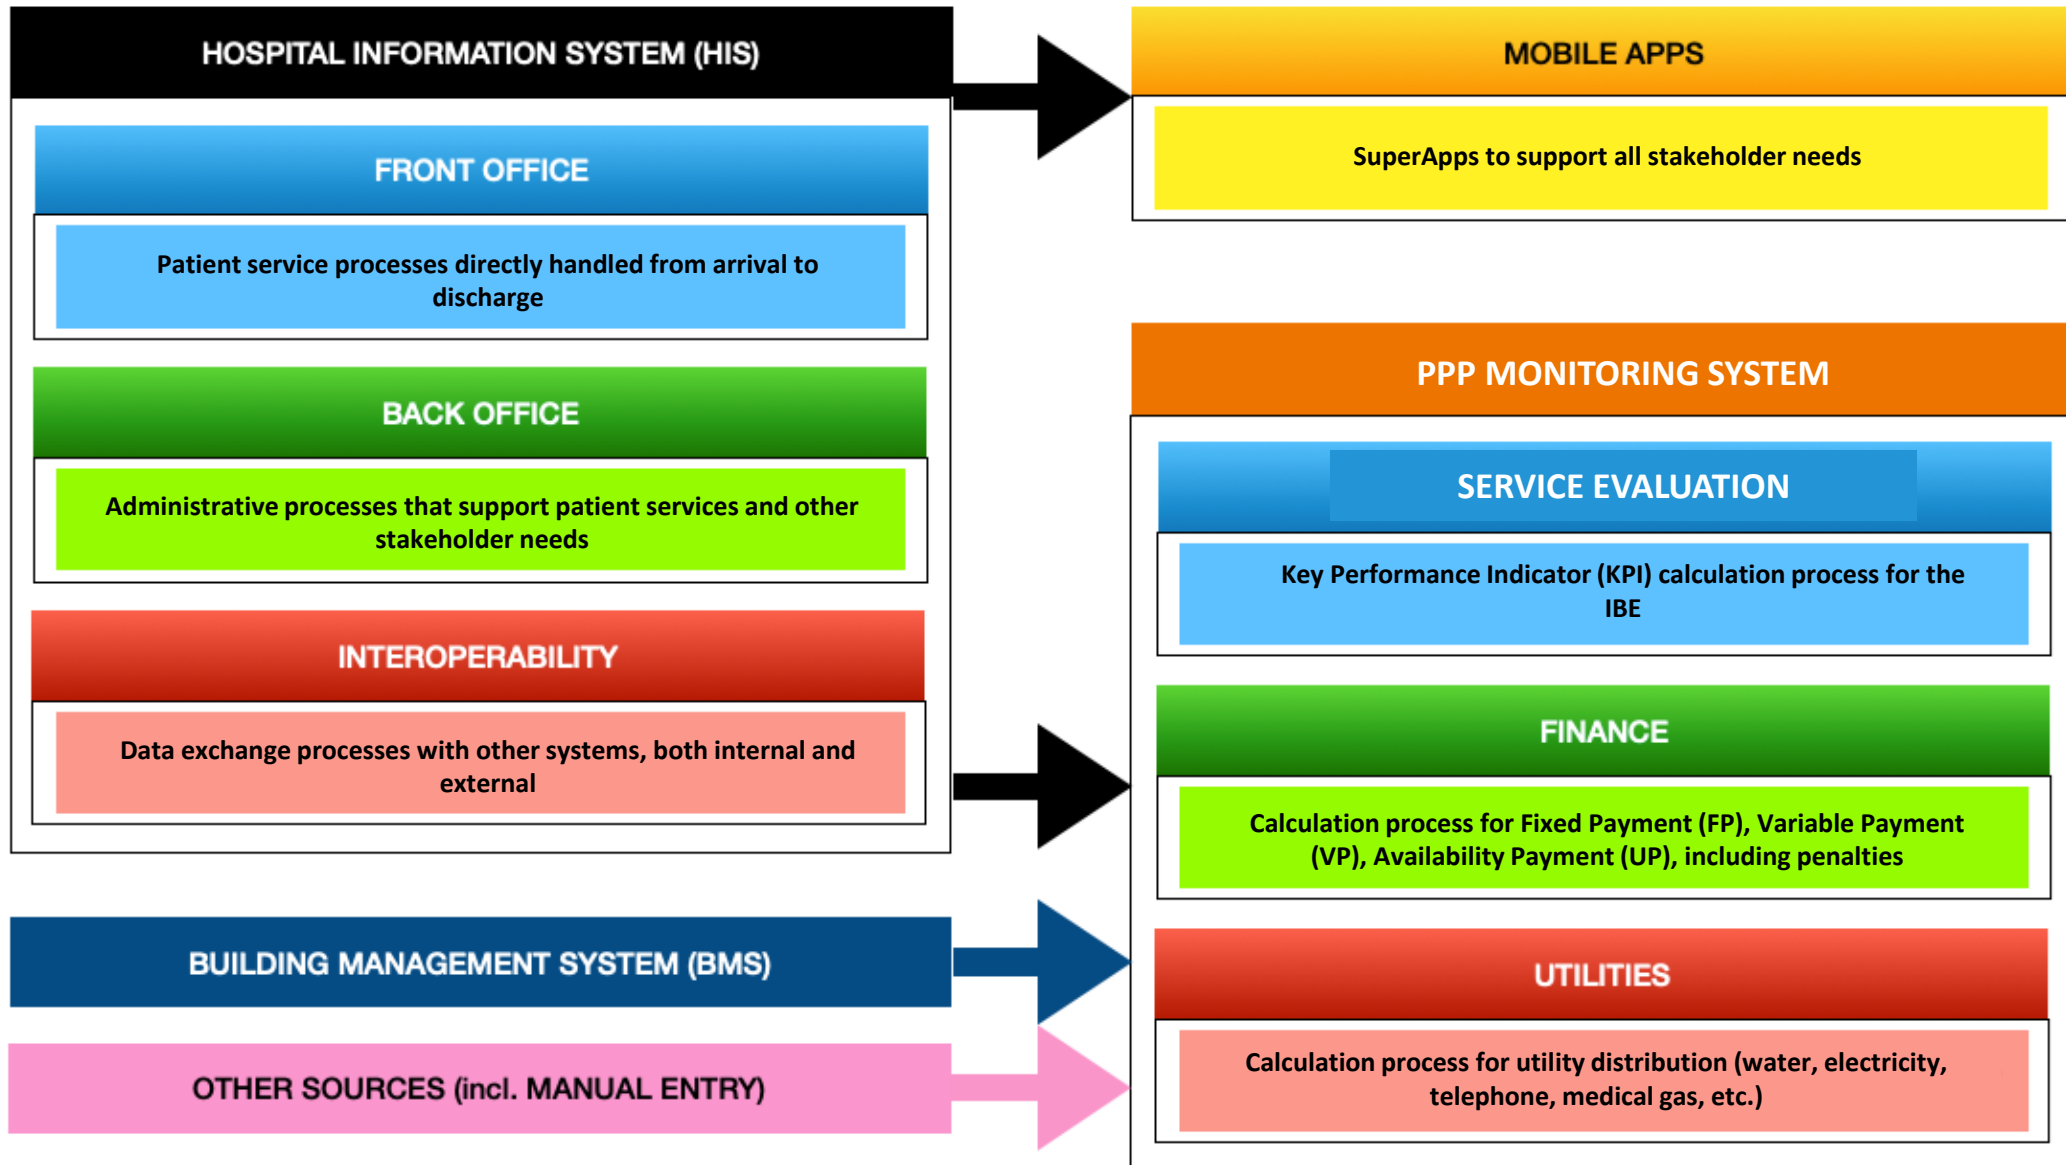 HOSPITAL INFORMATION SYSTEM (HIS)
FRONT OFFICE
Patient service processes directly handled from arrival to
discharge
BACK OFFICE
Administrative processes that support patient services and other
stakeholder needs
INTEROPERABILITY
Data exchange processes with other systems, both internal and
external
BUILDING MANAGEMENT SYSTEM (BMS)
OTHER SOURCES (incl. MANUAL ENTRY)
MOBILE APPS
SuperApps to support all stakeholder needs
PPP MONITORING SYSTEM
SERVICE EVALUATION
Key Performance Indicator (KPI) calculation process for the
IBE
FINANCE
Calculation process for Fixed Payment (FP), Variable Payment
(VP), Availability Payment (UP), including penalties
UTILITIES
Calculation process for utility distribution (water, electricity,
telephone, medical gas, etc.)